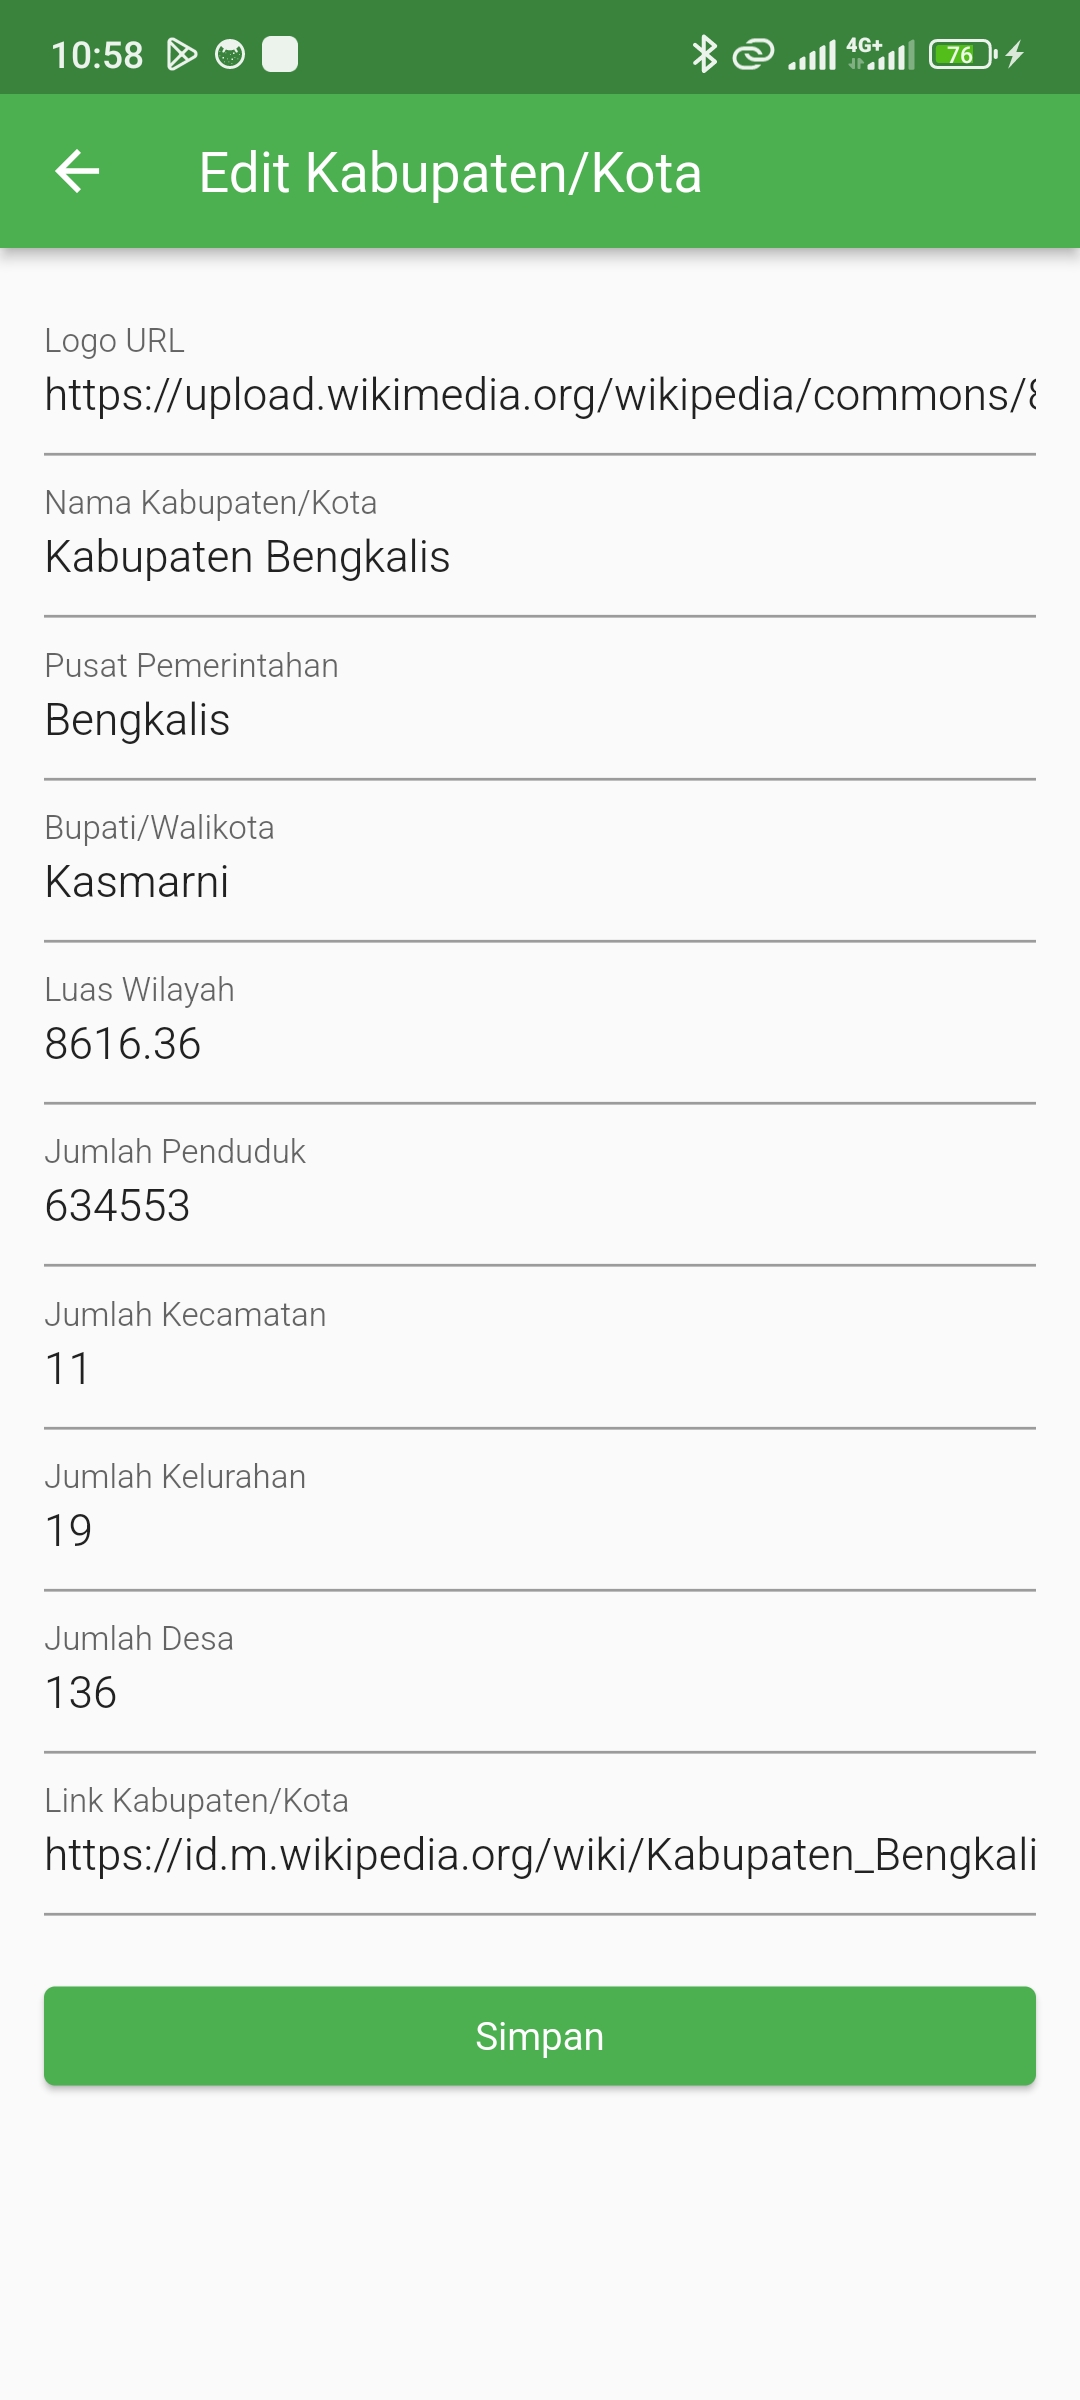 10:58
4G+
76
Edit Kabupaten/Kota
Logo URL
https://upload.wikimedia.org/wikipedia/commons/
Nama Kabupaten/Kota
Kabupaten Bengkalis
Pusat Pemerintahan
Bengkalis
Bupati/Walikota
Kasmarni
Luas Wilayah
8616.36
Jumlah Penduduk
634553
Jumlah Kecamatan
11
Jumlah Kelurahan
19
Jumlah Desa
136
Link Kabupaten/Kota
https://id.m.wikipedia.org/wiki/Kabupaten_Bengkali
Simpan